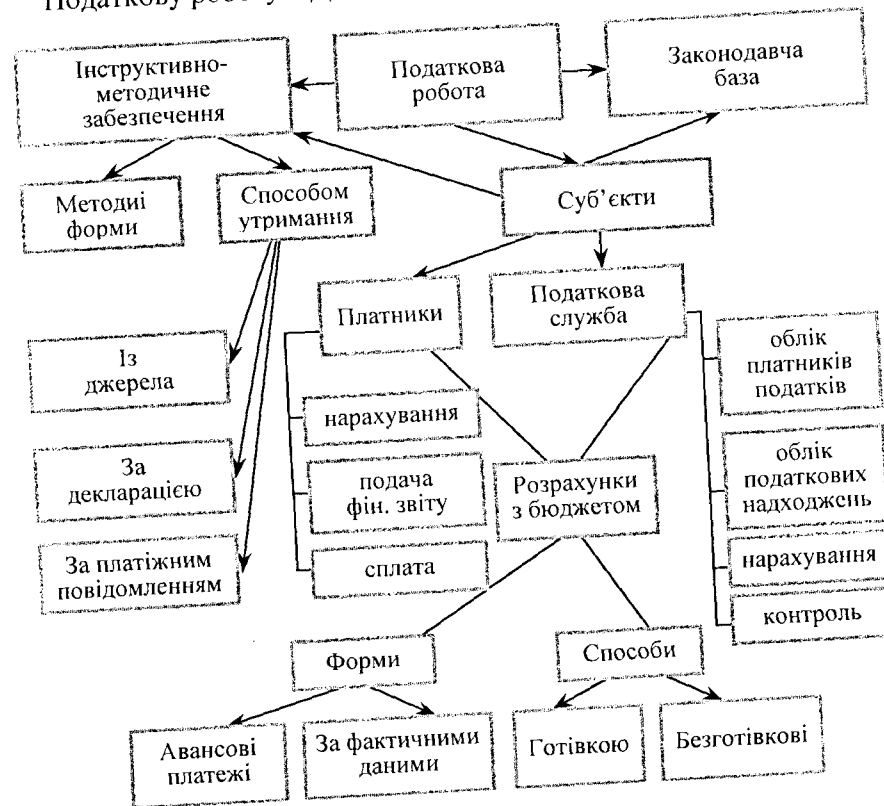 Податкову роботу
Інструктивно-
методичне
забезпечення
Податкова
робота
Законодавча
база
Методиі
форми
Способом
утримання
Суб’єкти
Платники
Податкова
служба
Із
джерела
За
декларацією
За платіжним
повідомленням
нарахування
подача
фін. звіту
сплата
Розрахунки
з бюджетом
облік
платників
податків
облік
податкових
надходжень
нарахування
контроль
Форми
Способи
Авансові
платежі
За фактичними
даними
Готівкою
Безготівкові